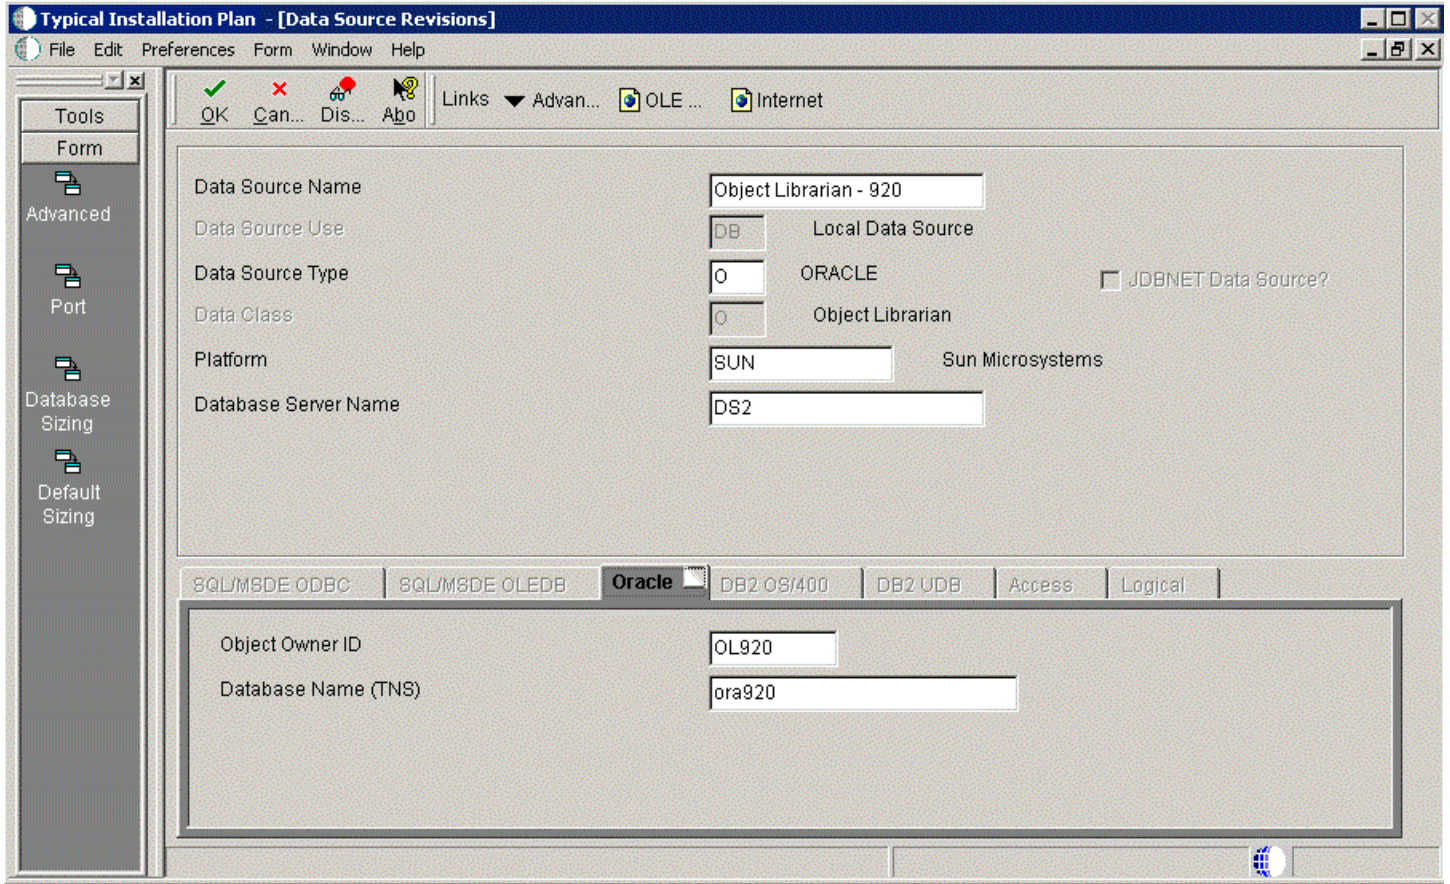 Typical Installation Plan - [Data Source Revisions]
File Edit Preferences Form Window Help
Tools
Form
Advanced
Port
Database
Sizing
Default
Sizing
OK Can... Dis... Abo Links Advan... OLE ... Internet
Data Source Name Object Librarian - 920
Data Source Use DB Local Data Source
Data Source Type O ORACLE JDBNET Data Source?
Data Class O Object Librarian
Platform SUN Sun Microsystems
Database Server Name DS2
SQL/MSDE ODBC SQL/MSDE OLEDB Oracle DB2 OS/400 DB2 UDB Access Logical
Object Owner ID OL920
Database Name (TNS) ora920